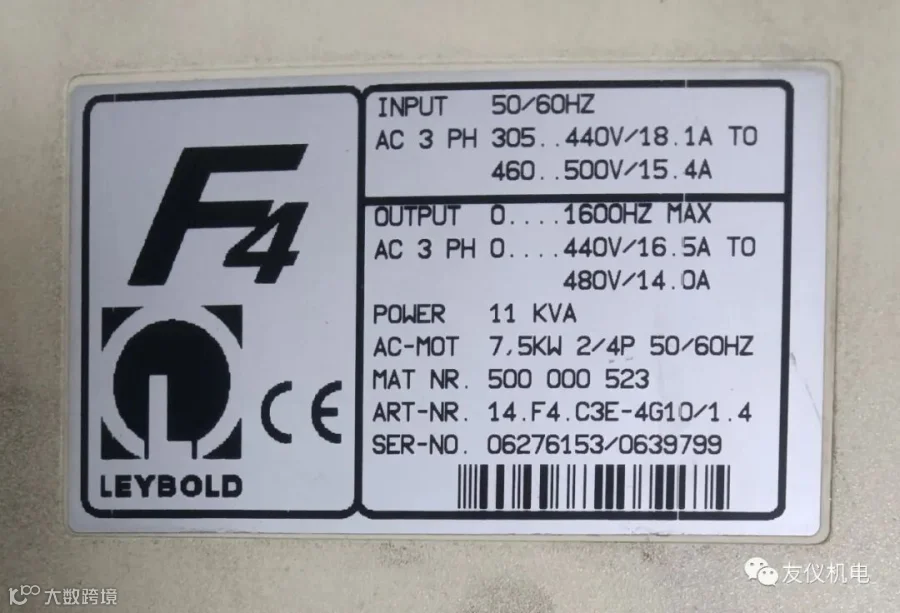 F4
LEYBOLD
CE
INPUT 50/60HZ
AC 3 PH 305..440V/18.1A TO
460..500V/15.4A
OUTPUT 0....1600HZ MAX
AC 3 PH 0....440V/16.5A TO
480V/14.0A
POWER 11 KVA
AC-MOT 7,5KW 2/4P 50/60HZ
MAT NR. 500 000 523
ART-NR. 14.F4.C3E-4G10/1.4
SER-NO. 06276153/0639799
友仪机电
大数跨境